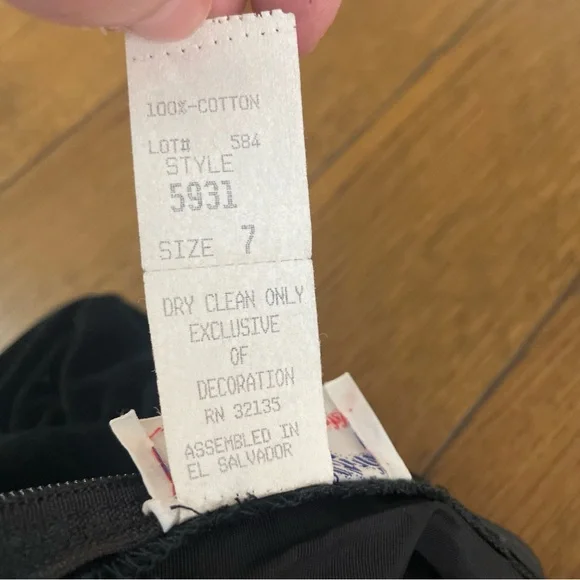 100%-COTTON
LOT# 584
STYLE
5931
SIZE 7
DRY CLEAN ONLY
EXCLUSIVE
OF
DECORATION
RN 32135
ASSEMBLED IN
EL SALVADOR